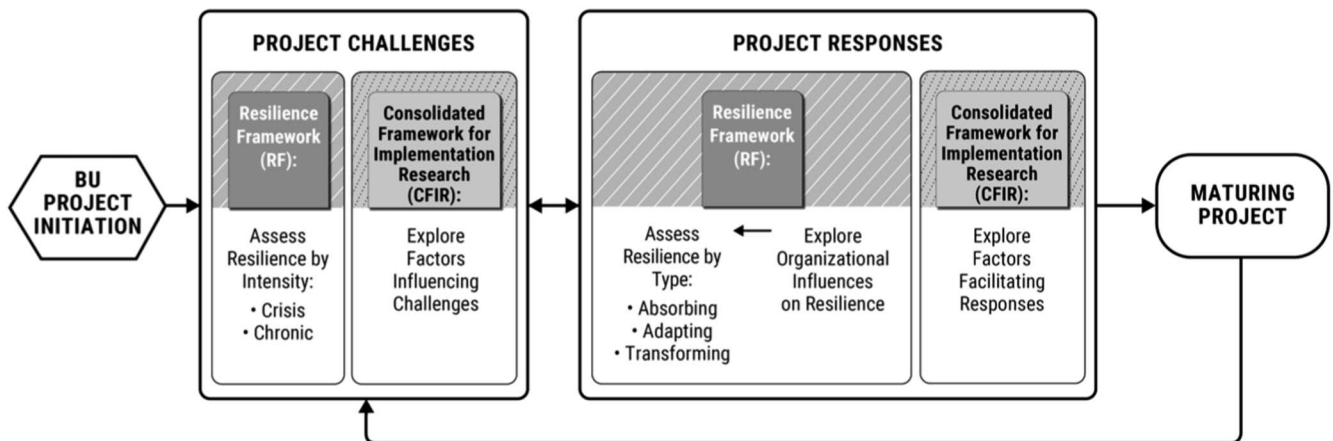 BU
PROJECT
INITIATION
PROJECT CHALLENGES
Resilience
Framework
(RF):
Assess
Resilience by
Intensity:
• Crisis
• Chronic
Consolidated
Framework for
Implementation
Research
(CFIR):
Explore
Factors
Influencing
Challenges
PROJECT RESPONSES
Resilience
Framework
(RF):
Assess
Resilience by
Type:
• Absorbing
• Adapting
• Transforming
Explore
Organizational
Influences
on Resilience
Consolidated
Framework for
Implementation
Research
(CFIR):
Explore
Factors
Facilitating
Responses
MATURING
PROJECT